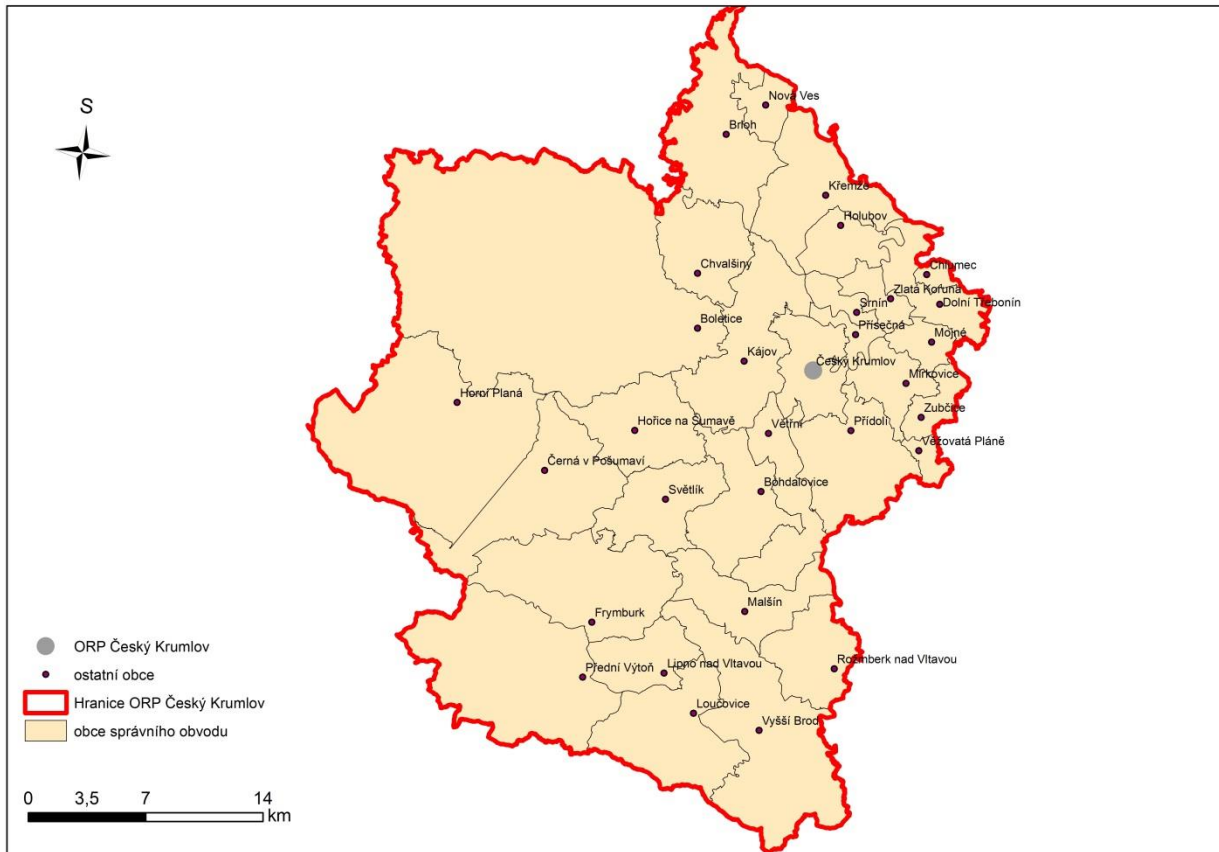 S
Nová Ves
Brloh
Křemže
Holubov
Chvalšiny
Chlumec
Zlatá Koruna
Dolní Třebonín
Srnín
Boletice
Přísečná
Mojné
Kájov
Český Krumlov
Mirkovice
Horní Planá
Zubčice
Hořice na Šumavě
Větřní
Přídolí
Věžovatá Pláně
Černá v Pošumaví
Světlík
Bohdalovice
Malšín
Frymburk
Přední Výtoň
Lipno nad Vltavou
Rožmberk nad Vltavou
Loučovice
Vyšší Brod
ORP Český Krumlov
ostatní obce
Hranice ORP Český Krumlov
obce správního obvodu
0 3,5 7 14
km